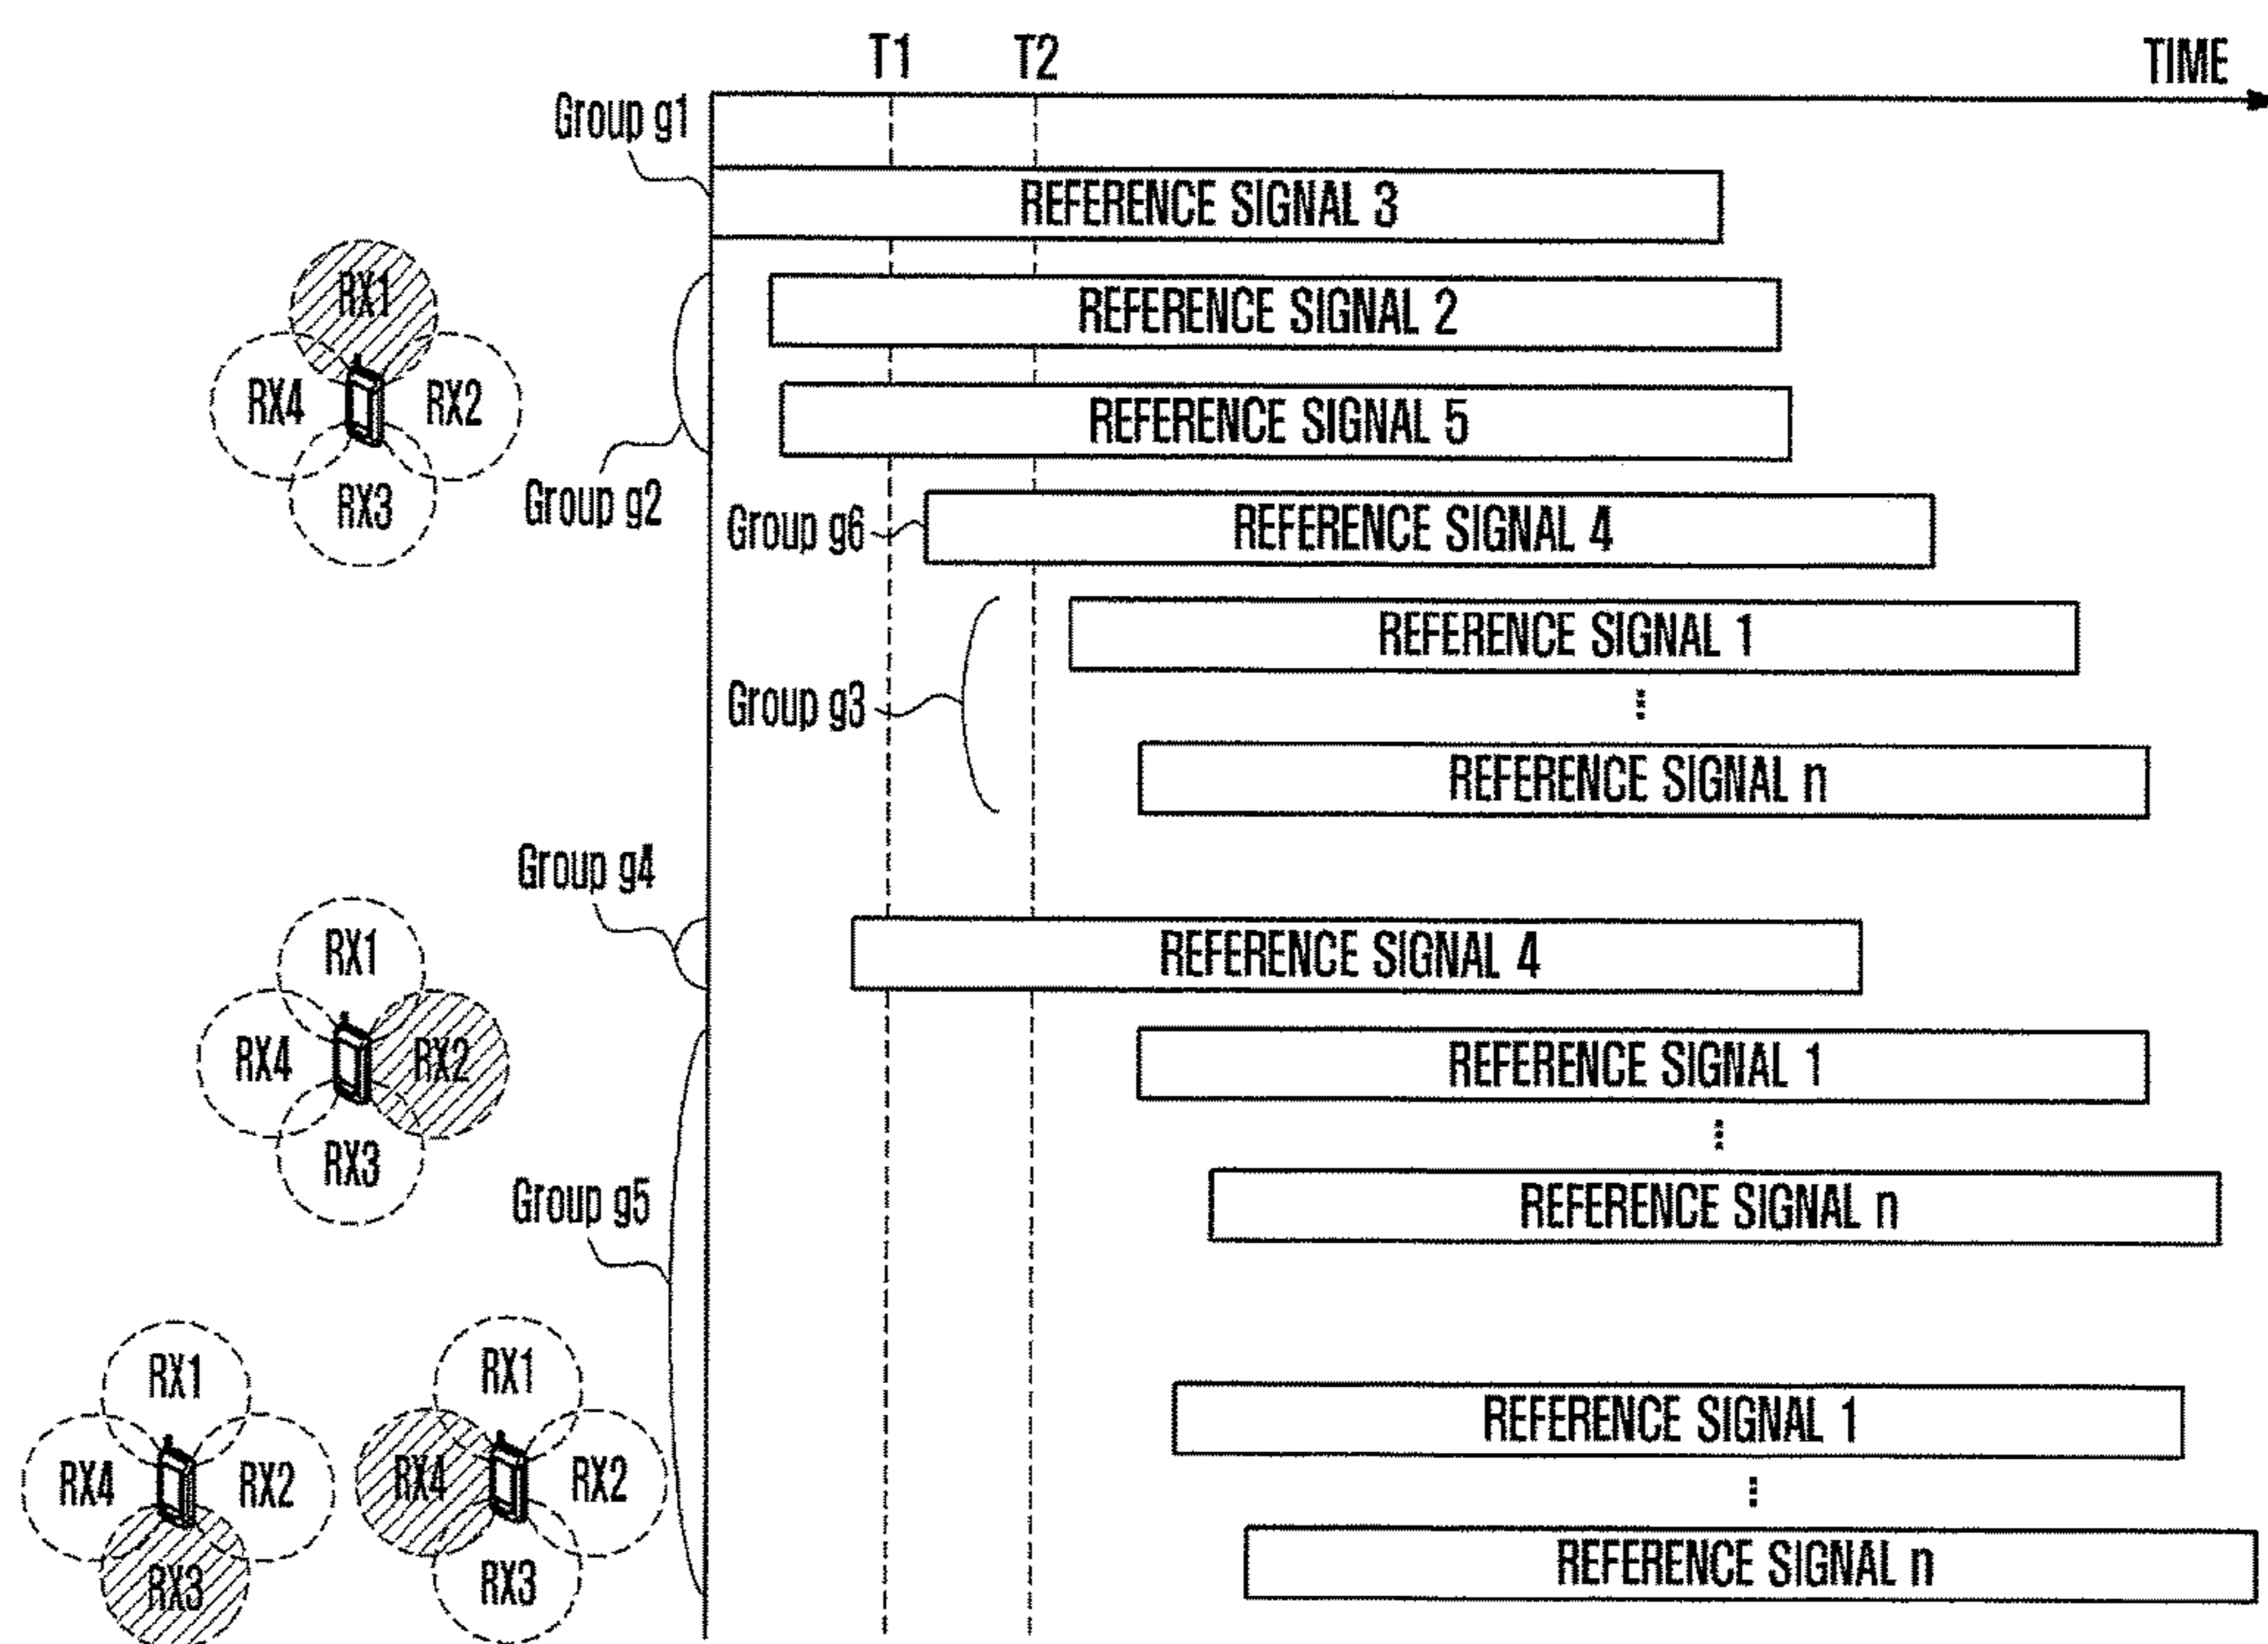 T1 T2 TIME
Group g1
REFERENCE SIGNAL 3
RX1
REFERENCE SIGNAL 2
RX4 RX2
REFERENCE SIGNAL 5
RX3
Group g2
Group g6
REFERENCE SIGNAL 4
REFERENCE SIGNAL 1
Group g3
...
REFERENCE SIGNAL n
Group g4
RX1
REFERENCE SIGNAL 4
RX4 RX2
REFERENCE SIGNAL 1
...
RX3
Group g5
REFERENCE SIGNAL n
RX1 RX1
REFERENCE SIGNAL 1
RX4 RX2 RX4 RX2
...
RX3 RX3
REFERENCE SIGNAL n